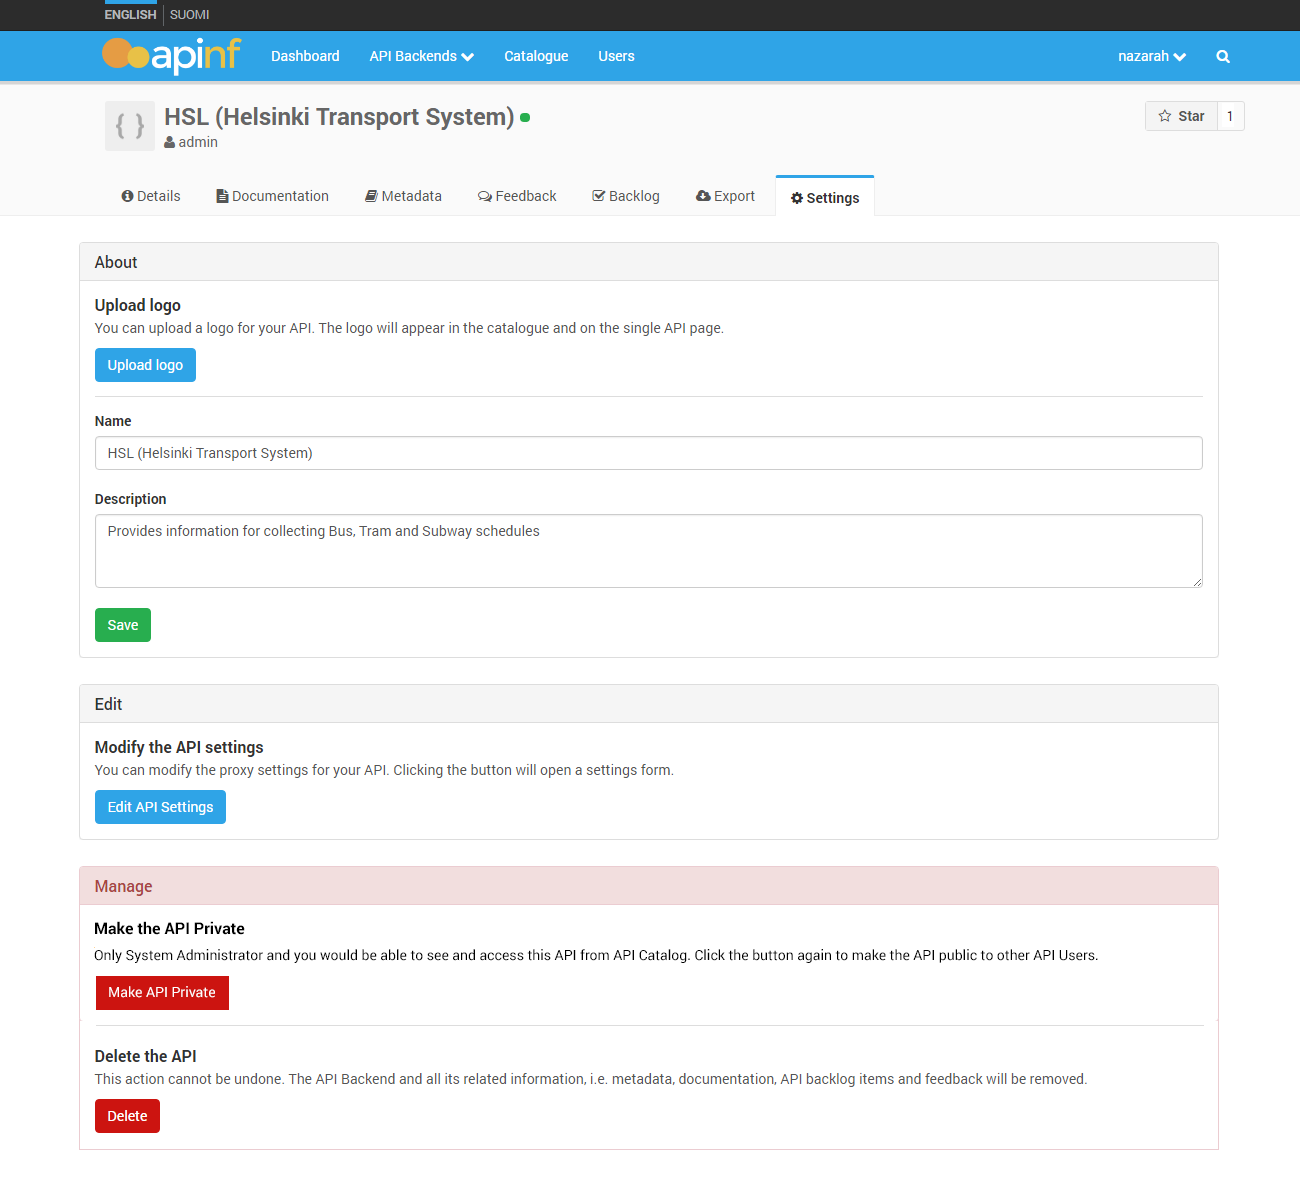 ENGLISH SUOMI
apinf Dashboard API Backends Catalogue Users nazarah
{ } HSL (Helsinki Transport System) Star 1
admin
Details Documentation Metadata Feedback Backlog Export Settings
About
Upload logo
You can upload a logo for your API. The logo will appear in the catalogue and on the single API page.
Upload logo
Name
HSL (Helsinki Transport System)
Description
Provides information for collecting Bus, Tram and Subway schedules
Save
Edit
Modify the API settings
You can modify the proxy settings for your API. Clicking the button will open a settings form.
Edit API Settings
Manage
Make the API Private
Only System Administrator and you would be able to see and access this API from API Catalog. Click the button again to make the API public to other API Users.
Make API Private
Delete the API
This action cannot be undone. The API Backend and all its related information, i.e. metadata, documentation, API backlog items and feedback will be removed.
Delete